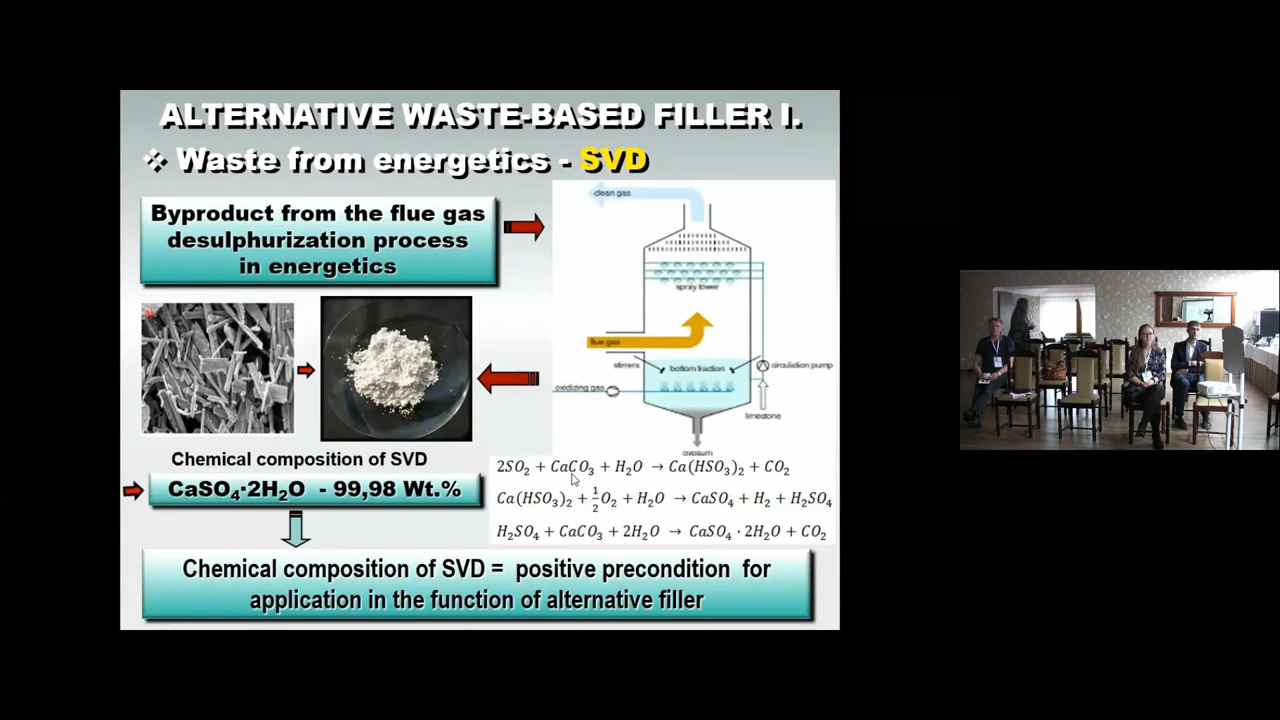 ALTERNATIVE WASTE-BASED FILLER I.
❖ Waste from energetics - SVD
Byproduct from the flue gas
desulphurization process
in energetics
clean gas
spray tower
flue gas
stirrers
bottom fraction
circulation pump
oxidizing gas
limestone
Chemical composition of SVD
CaSO₄·2H₂O - 99,98 Wt.%
2SO₂ + CaCO₃ + H₂O → Ca(HSO₃)₂ + CO₂
Ca(HSO₃)₂ + ½O₂ + H₂O → CaSO₄ + H₂ + H₂SO₄
H₂SO₄ + CaCO₃ + 2H₂O → CaSO₄ · 2H₂O + CO₂
Chemical composition of SVD = positive precondition for
application in the function of alternative filler